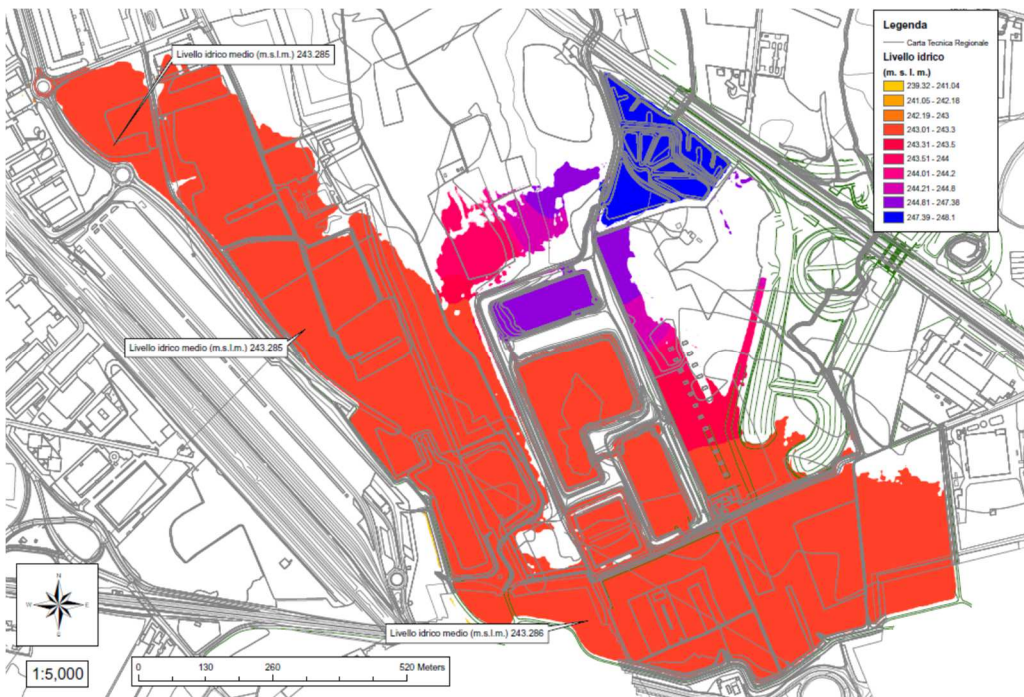 Legenda
Carta Tecnica Regionale
Livello idrico
(m. s. l. m.)
239.32 - 241.04
241.05 - 242.18
242.19 - 243
243.01 - 243.3
243.31 - 243.5
243.51 - 244
244.01 - 244.2
244.21 - 244.8
244.81 - 247.38
247.39 - 248.1
Livello idrico medio (m.s.l.m.) 243.285
Livello idrico medio (m.s.l.m.) 243.285
Livello idrico medio (m.s.l.m.) 243.286
N
W E
S
1:5,000
0 130 260 520 Meters